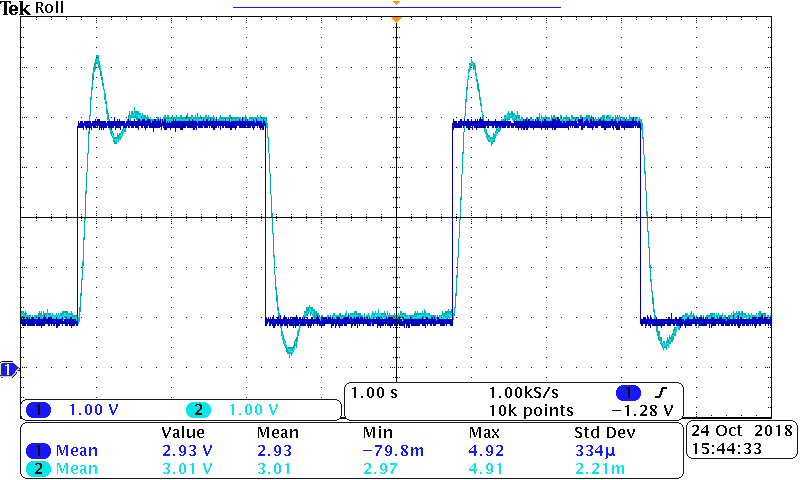 Tek Roll
1
1.00 s 1.00kS/s 1
10k points −1.28 V
1 1.00 V 2 1.00 V
Value Mean Min Max Std Dev
1 Mean 2.93 V 2.93 −79.8m 4.92 334µ
2 Mean 3.01 V 3.01 2.97 4.91 2.21m
24 Oct 2018
15:44:33